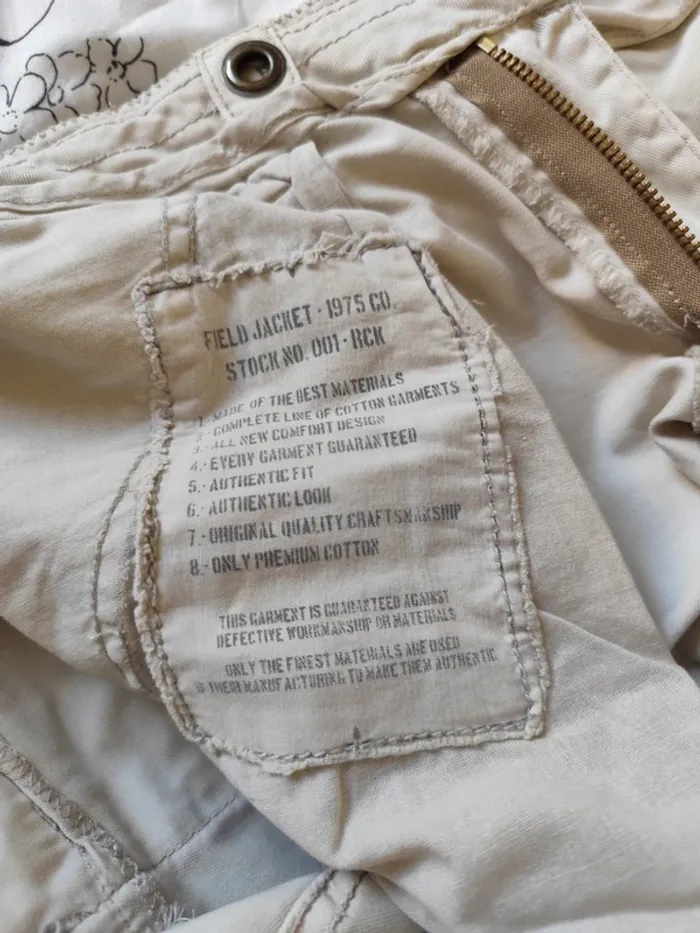 FIELD JACKET · 1975 CO.
STOCK NO. 001 · RCK
1. MADE OF THE BEST MATERIALS
2.- COMPLETE LINE OF COTTON GARMENTS
3.- ALL NEW COMFORT DESIGN
4.- EVERY GARMENT GUARANTEED
5.- AUTHENTIC FIT
6.- AUTHENTIC LOOK
7.- ORIGINAL QUALITY CRAFTSMANSHIP
8.- ONLY PREMIUM COTTON
THIS GARMENT IS GUARANTEED AGAINST
DEFECTIVE WORKMANSHIP OR MATERIALS
ONLY THE FINEST MATERIALS ARE USED
IN THEIR MANUFACTURING TO MAKE THEM AUTHENTIC